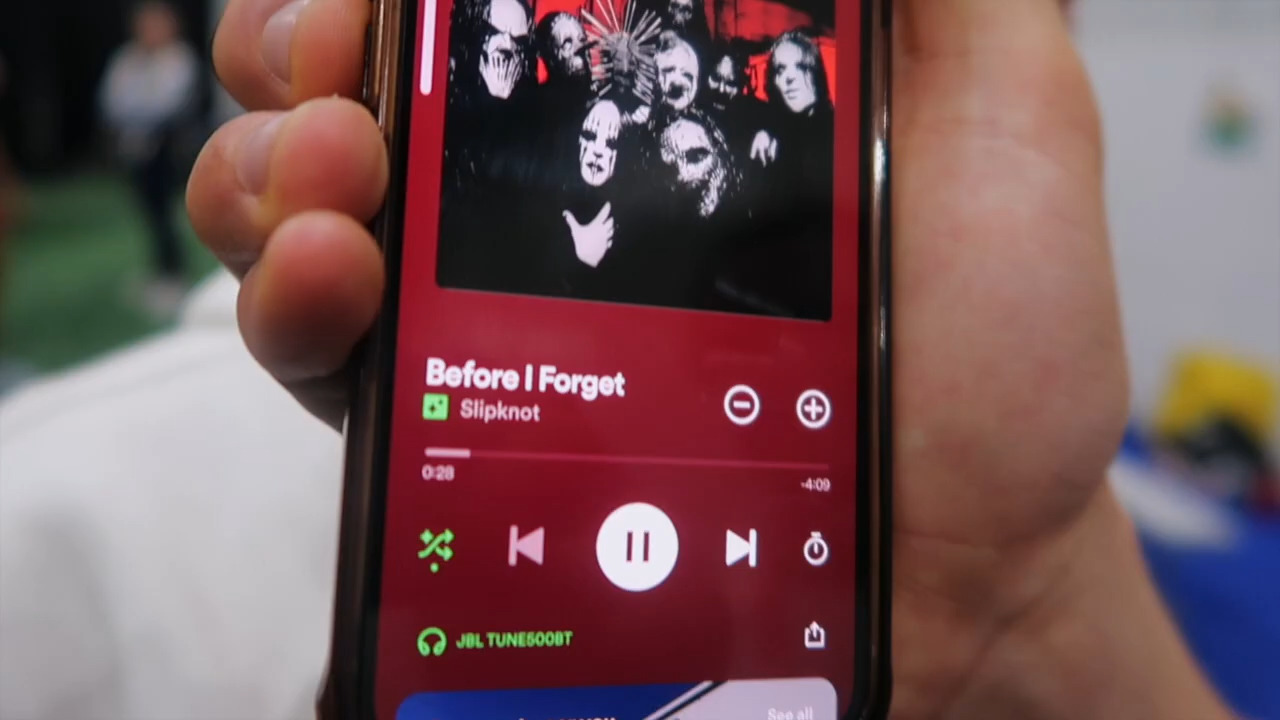 Before I Forget
Slipknot
0:28
-4:09
JBL TUNE500BT
See all